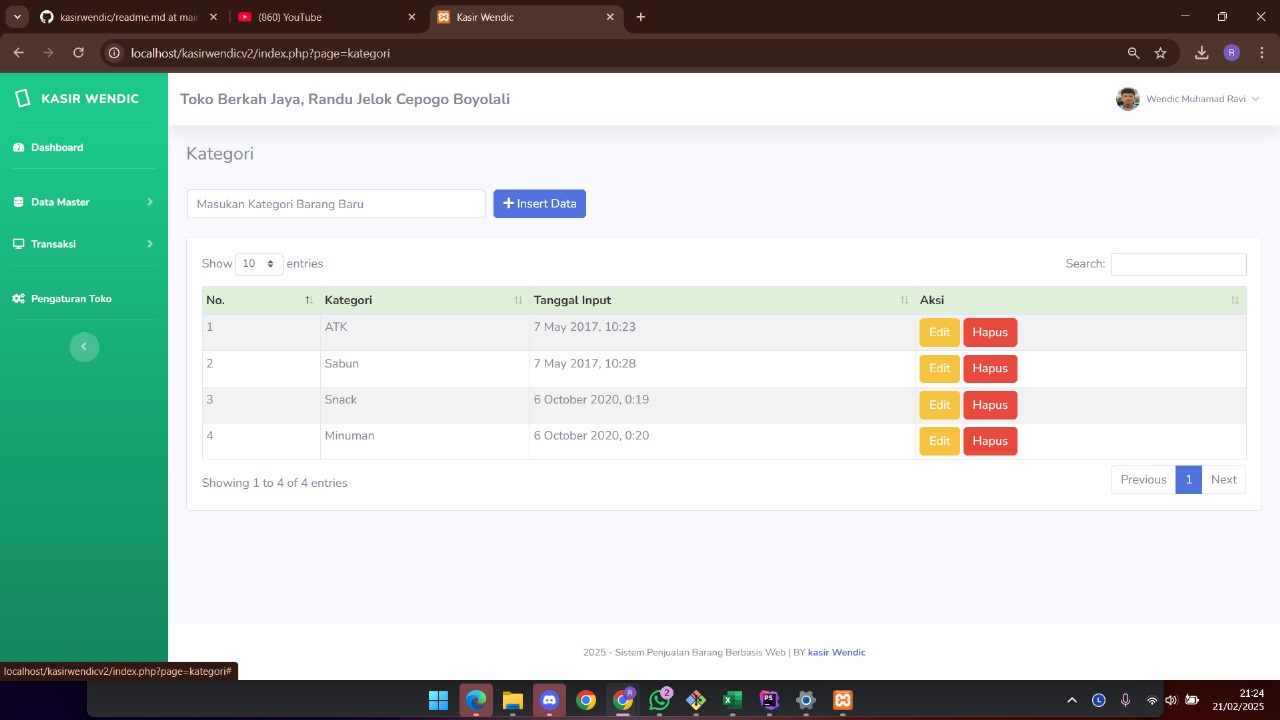 kasirwendic/readme.md at main
(860) YouTube
Kasir Wendic
localhost/kasirwendicv2/index.php?page=kategori
R
KASIR WENDIC
Toko Berkah Jaya, Randu Jelok Cepogo Boyolali
Wendic Muhamad Ravi
Dashboard
Data Master
Transaksi
Pengaturan Toko
Kategori
Masukan Kategori Barang Baru
Insert Data
Show 10 entries
Search:
No. Kategori Tanggal Input Aksi
1 ATK 7 May 2017, 10:23 Edit Hapus
2 Sabun 7 May 2017, 10:28 Edit Hapus
3 Snack 6 October 2020, 0:19 Edit Hapus
4 Minuman 6 October 2020, 0:20 Edit Hapus
Showing 1 to 4 of 4 entries
Previous 1 Next
2025 - Sistem Penjualan Barang Berbasis Web | BY kasir Wendic
localhost/kasirwendicv2/index.php?page=kategori#
R
2
PS
21:24
21/02/2025